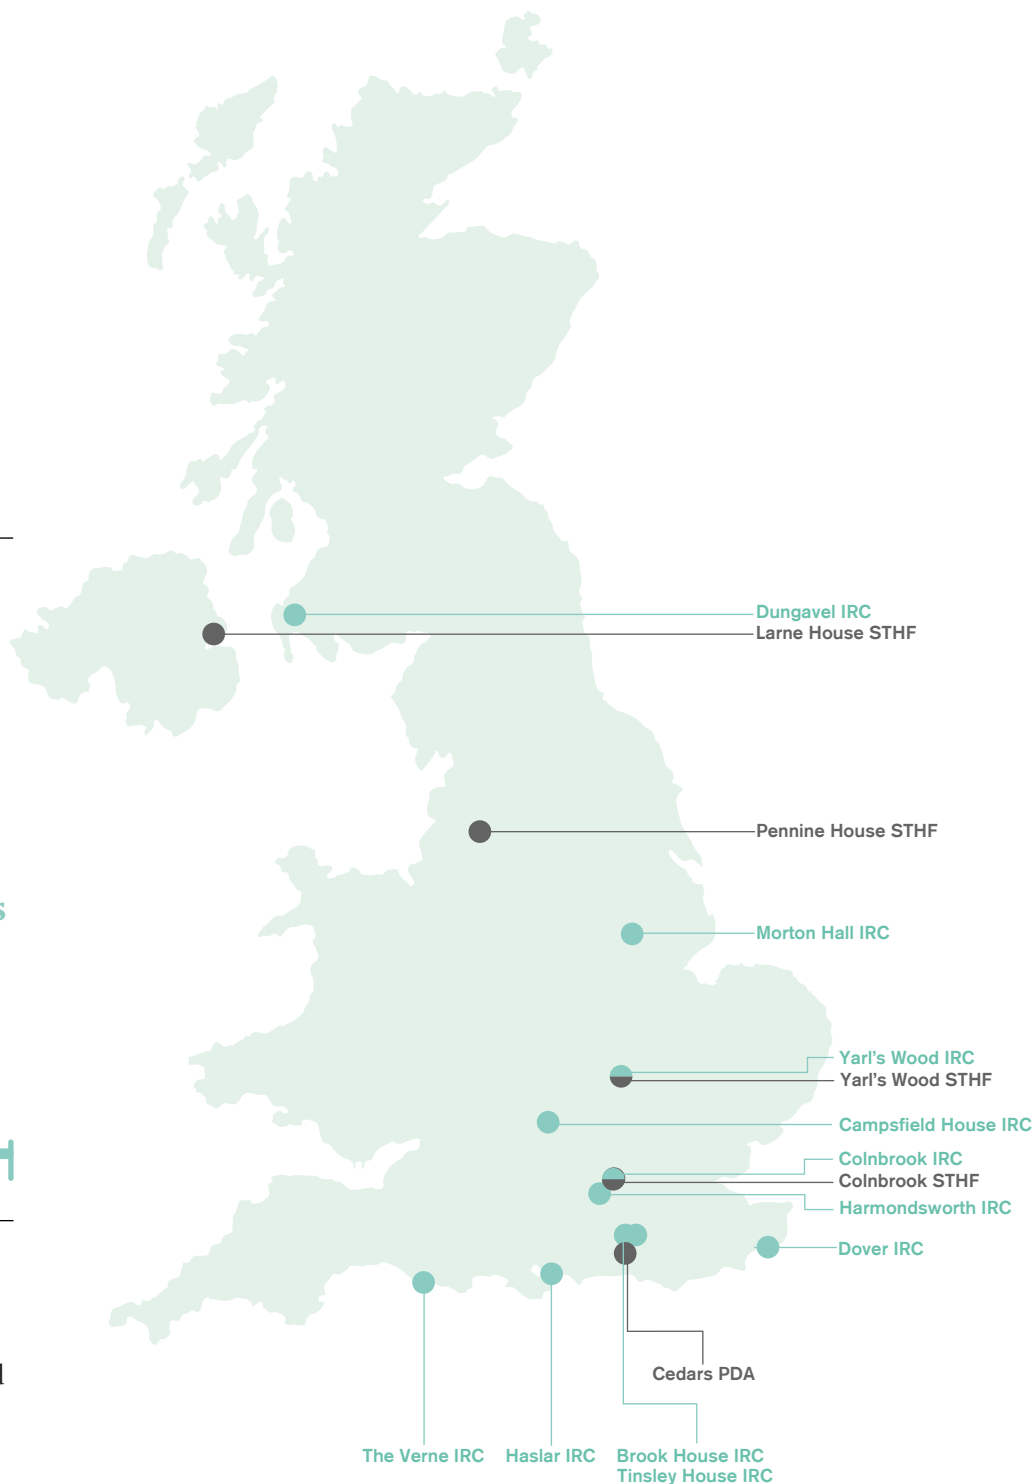 Dungavel IRC
Larne House STHF
Pennine House STHF
s
Morton Hall IRC
Yarl's Wood IRC
Yarl's Wood STHF
Campsfield House IRC
Colnbrook IRC
Colnbrook STHF
Harmondsworth IRC
Dover IRC
Cedars PDA
The Verne IRC
Haslar IRC
Brook House IRC
Tinsley House IRC